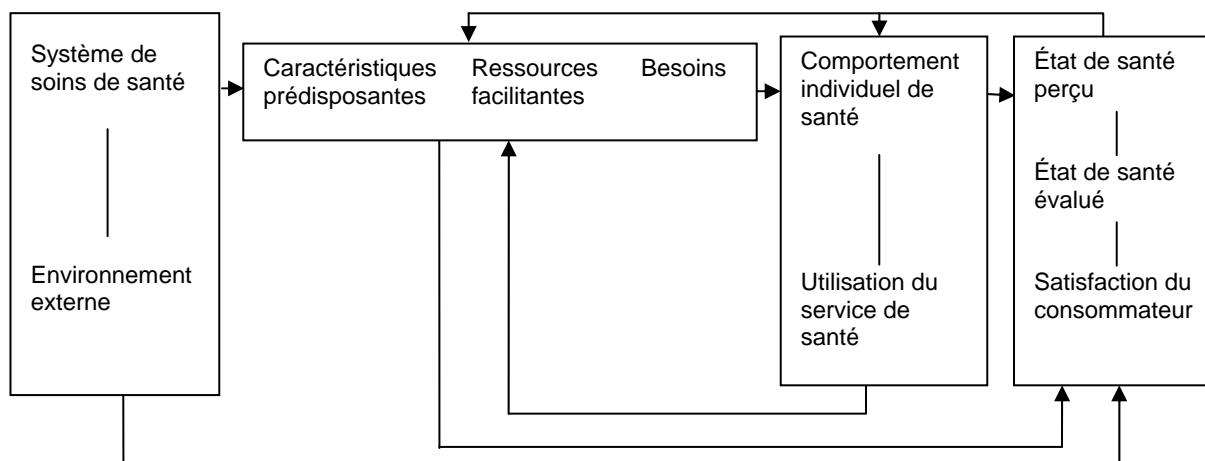 Système de
soins de santé
Environnement
externe
Caractéristiques
prédisposantes
Ressources
facilitantes
Besoins
Comportement
individuel de
santé
Utilisation du
service de
santé
État de santé
perçu
État de santé
évalué
Satisfaction du
consommateur